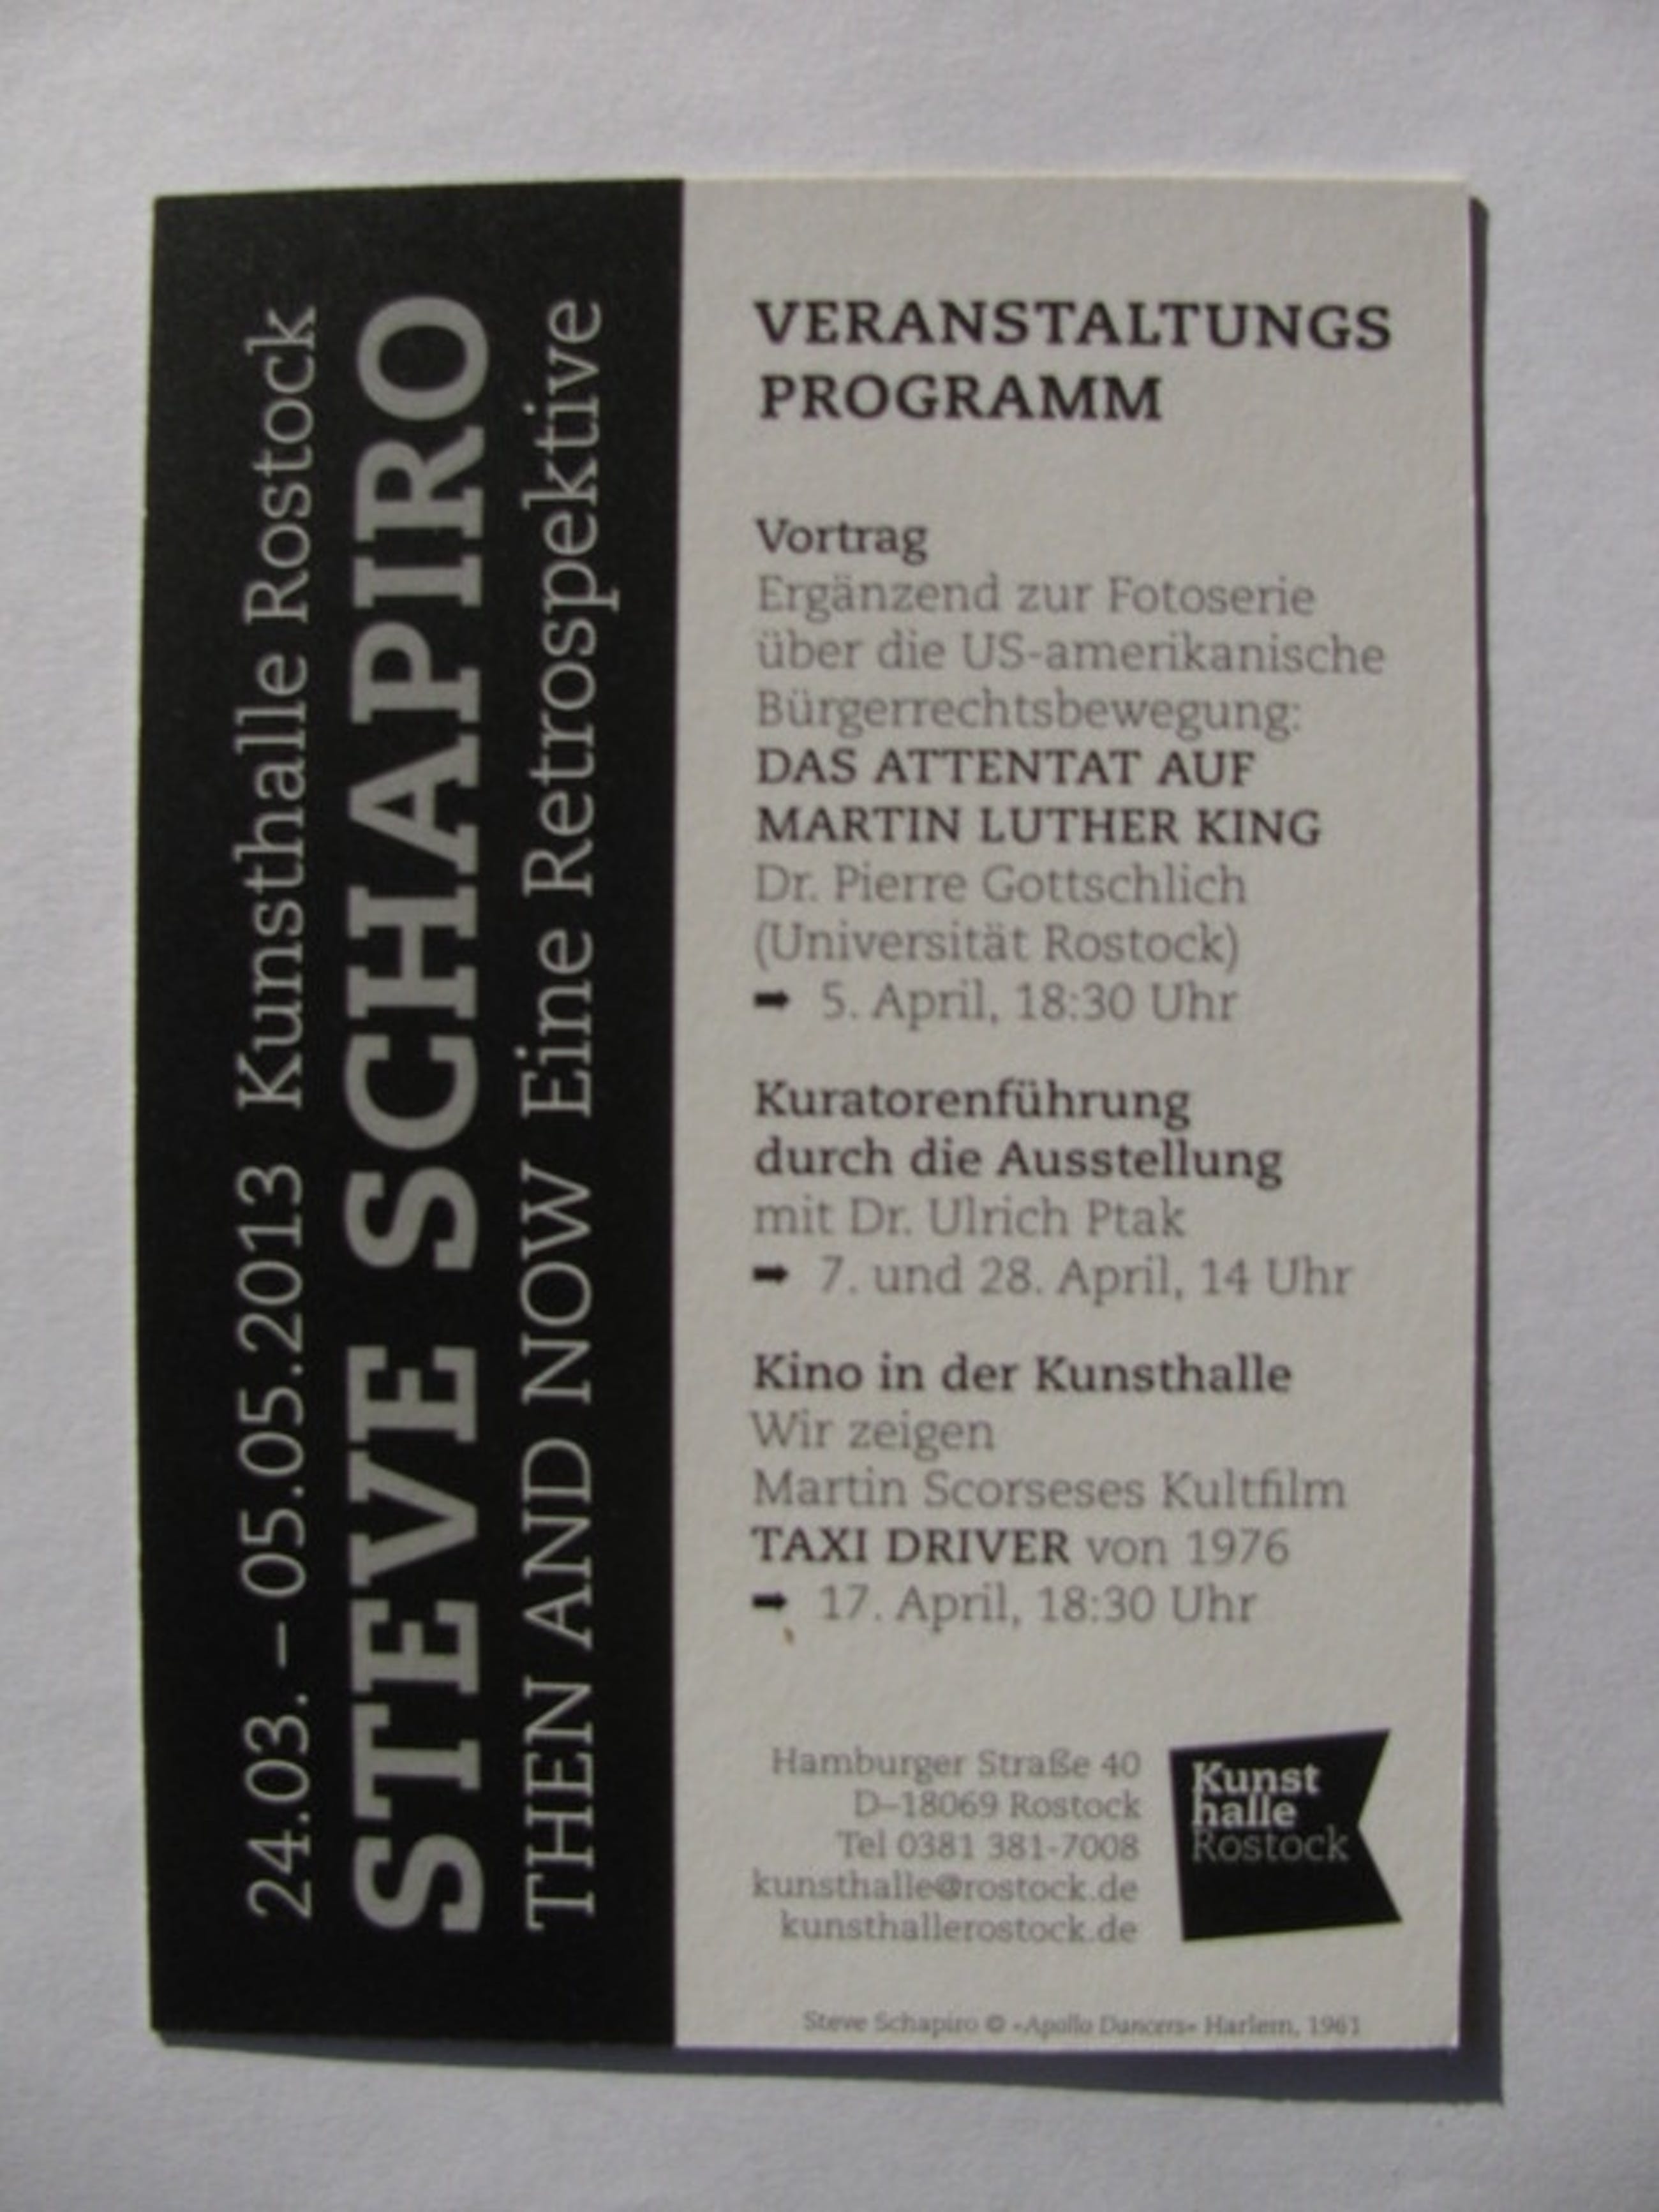 24.03. – 05.05.2013 Kunsthalle Rostock
STEVE SCHAPIRO
THEN AND NOW Eine Retrospektive
VERANSTALTUNGS
PROGRAMM
Vortrag
Ergänzend zur Fotoserie
über die US-amerikanische
Bürgerrechtsbewegung:
DAS ATTENTAT AUF
MARTIN LUTHER KING
Dr. Pierre Gottschlich
(Universität Rostock)
➡ 5. April, 18:30 Uhr
Kuratorenführung
durch die Ausstellung
mit Dr. Ulrich Ptak
➡ 7. und 28. April, 14 Uhr
Kino in der Kunsthalle
Wir zeigen
Martin Scorseses Kultfilm
TAXI DRIVER von 1976
➡ 17. April, 18:30 Uhr
Hamburger Straße 40
D–18069 Rostock
Tel 0381 381-7008
kunsthalle@rostock.de
kunsthallerostock.de
Kunst
halle
Rostock
Steve Schapiro © »Apollo Dancers« Harlem, 1961